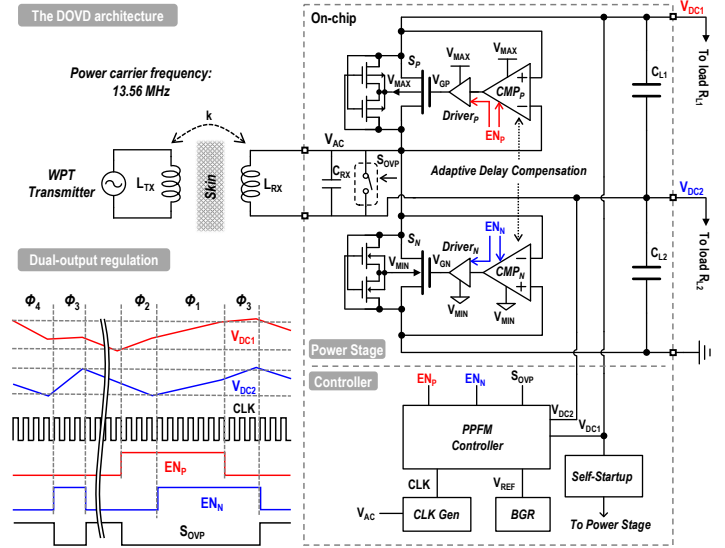 The DOVD architecture
Power carrier frequency:
13.56 MHz
k
WPT
Transmitter
L_TX
Skin
L_RX
V_AC
C_RX
S_OVP
On-chip
S_P
V_MAX
V_GP
V_MAX
V_MAX
Driver_P
CMP_P
+
−
EN_P
Adaptive Delay Compensation
S_N
V_MIN
V_GN
Driver_N
EN_N
CMP_N
−
+
V_MIN
V_MIN
Power Stage
V_DC1
To load R_L1
C_L1
V_DC2
To load R_L2
C_L2
Dual-output regulation
Φ4 Φ3 Φ2 Φ1 Φ3
V_DC1
V_DC2
CLK
EN_P
EN_N
S_OVP
Controller
EN_P
EN_N
S_OVP
V_DC2
V_DC1
PPFM
Controller
CLK
V_REF
V_AC
CLK Gen
BGR
Self-Startup
To Power Stage